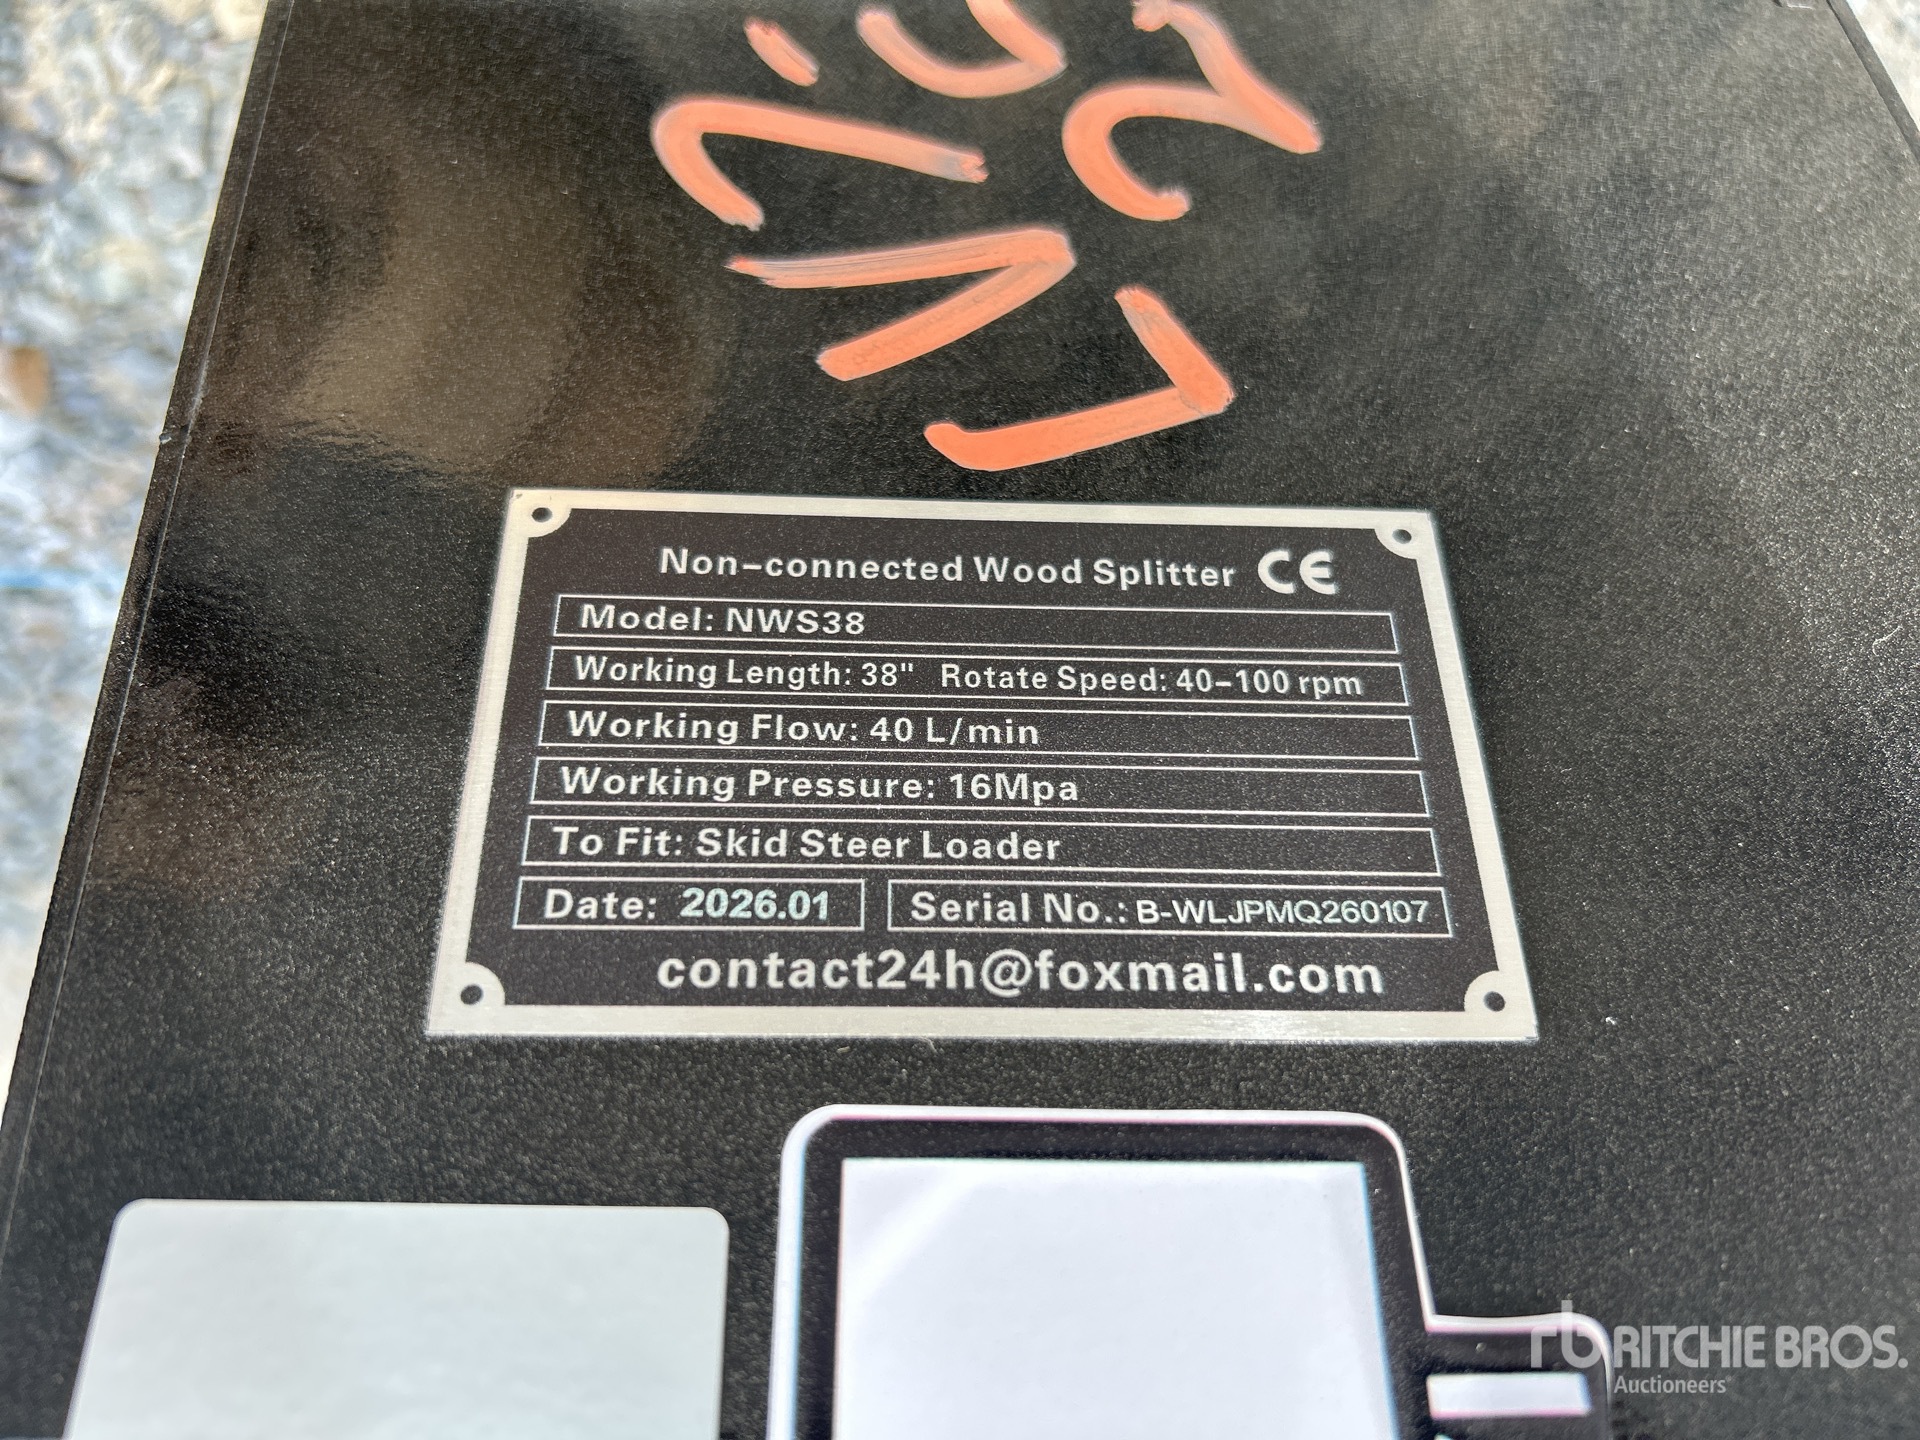 Non-connected Wood Splitter CE
Model: NWS38
Working Length: 38" Rotate Speed: 40-100 rpm
Working Flow: 40 L/min
Working Pressure: 16Mpa
To Fit: Skid Steer Loader
Date: 2026.01 Serial No.: B-WLJPMQ260107
contact24h@foxmail.com
rb RITCHIE BROS.
Auctioneers